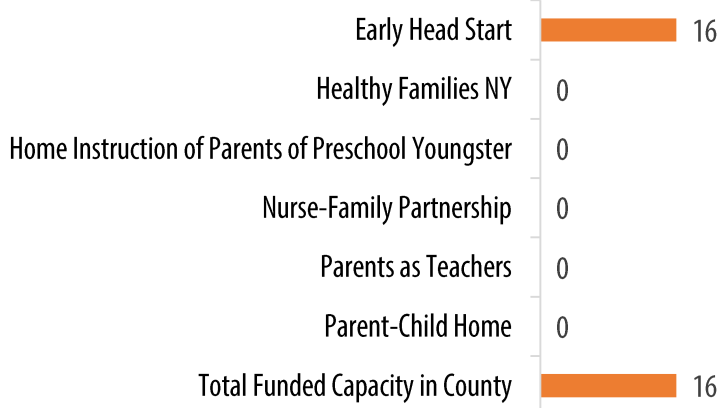 Early Head Start 16
Healthy Families NY 0
Home Instruction of Parents of Preschool Youngster 0
Nurse-Family Partnership 0
Parents as Teachers 0
Parent-Child Home 0
Total Funded Capacity in County 16